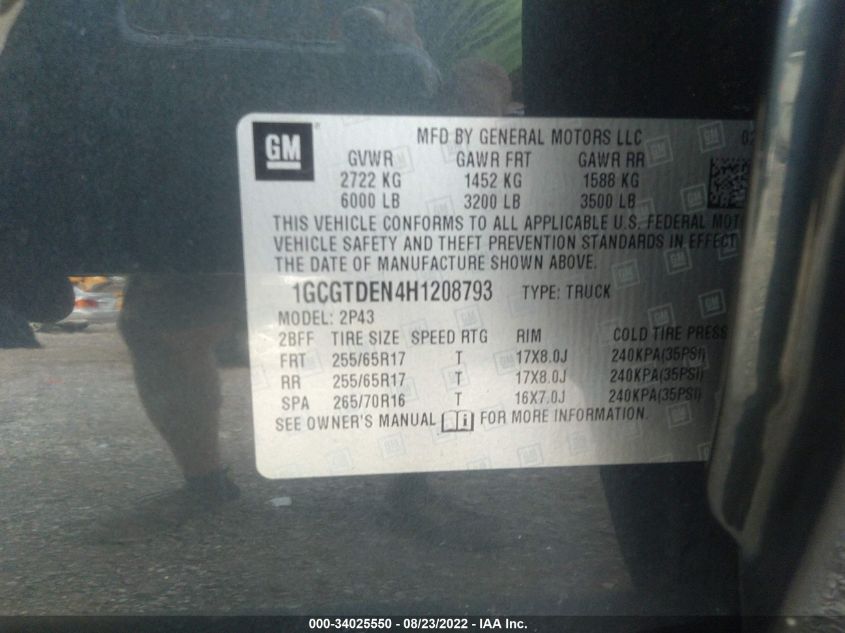 GM ® MFD BY GENERAL MOTORS LLC 02
GVWR GAWR FRT GAWR RR
2722 KG 1452 KG 1588 KG
6000 LB 3200 LB 3500 LB
THIS VEHICLE CONFORMS TO ALL APPLICABLE U.S. FEDERAL MOT
VEHICLE SAFETY AND THEFT PREVENTION STANDARDS IN EFFECT
THE DATE OF MANUFACTURE SHOWN ABOVE.
1GCGTDEN4H1208793 TYPE: TRUCK
MODEL: 2P43
2BFF TIRE SIZE SPEED RTG RIM COLD TIRE PRESS
FRT 255/65R17 T 17X8.0J 240KPA(35PSI)
RR 255/65R17 T 17X8.0J 240KPA(35PSI)
SPA 265/70R16 T 16X7.0J 240KPA(35PSI)
SEE OWNER'S MANUAL i FOR MORE INFORMATION.
000-34025550 - 08/23/2022 - IAA Inc.